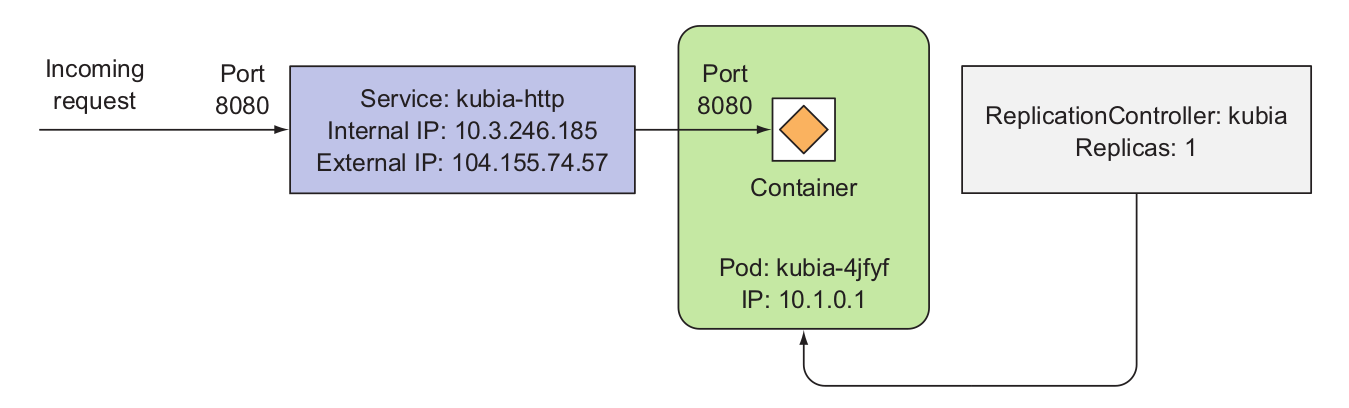 Incoming
request
Port
8080
Service: kubia-http
Internal IP: 10.3.246.185
External IP: 104.155.74.57
Port
8080
Container
Pod: kubia-4jfyf
IP: 10.1.0.1
ReplicationController: kubia
Replicas: 1